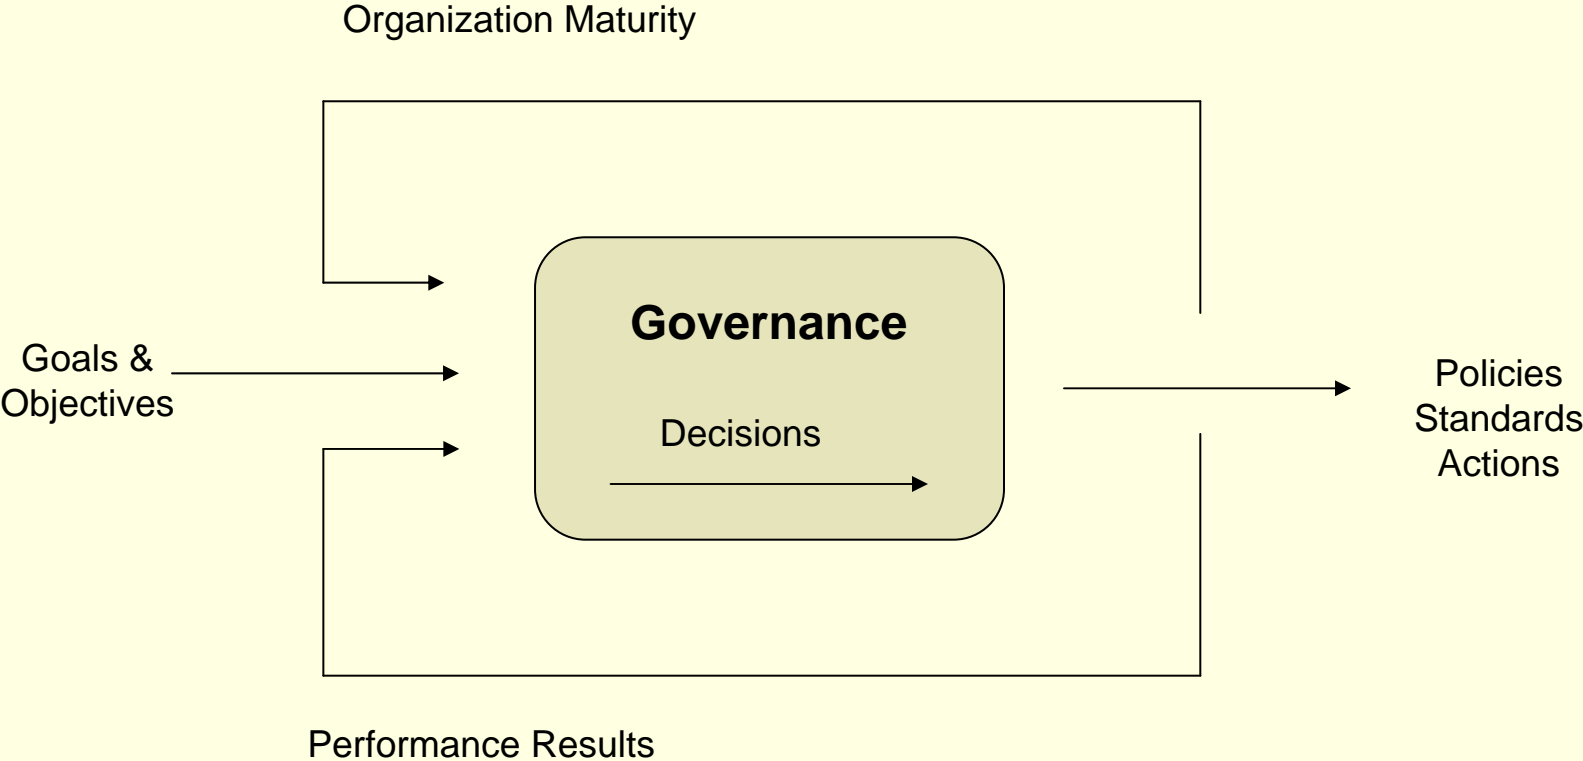 Organization Maturity
Governance
Goals &
Objectives
Decisions
Policies
Standards
Actions
Performance Results